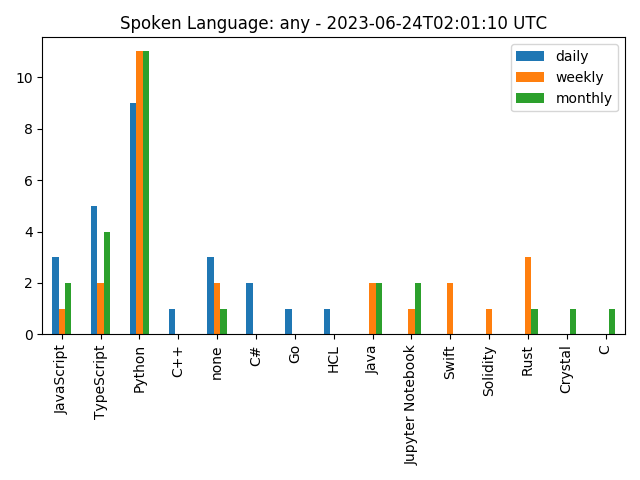 Spoken Language: any - 2023-06-24T02:01:10 UTC
daily
weekly
monthly
10
8
6
4
2
0
JavaScript
TypeScript
Python
C++
none
C#
Go
HCL
Java
Jupyter Notebook
Swift
Solidity
Rust
Crystal
C